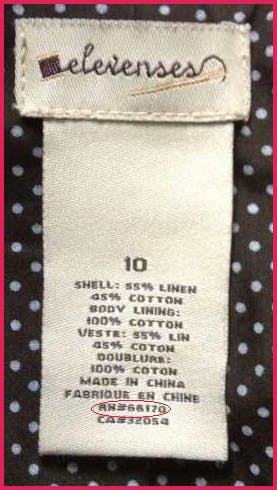 elevenses
10
SHELL: 55% LINEN
45% COTTON
BODY LINING:
100% COTTON
VESTE: 55% LIN
45% COTON
DOUBLURE:
100% COTON
MADE IN CHINA
FABRIQUE EN CHINE
RN#66170
CA#32054